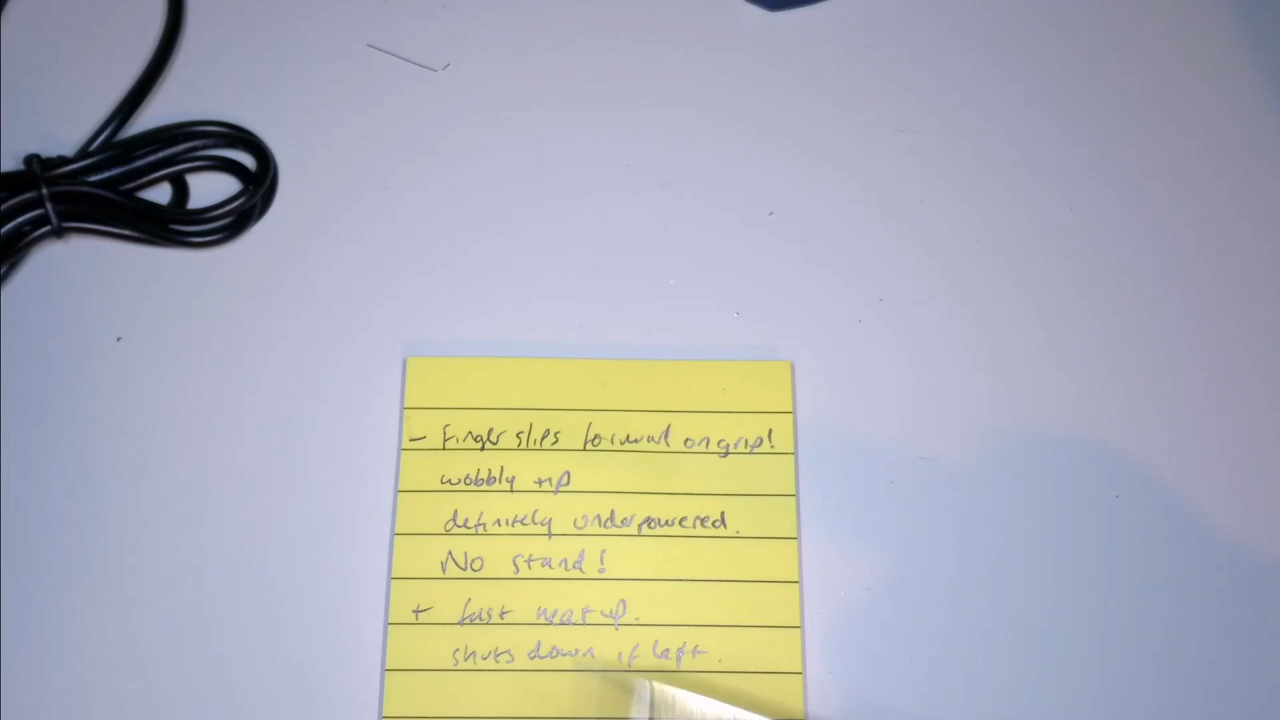 - Finger slips forward on grip!
wobbly tip
definitely underpowered.
No stand!
+ fast heat up.
shuts down if left.